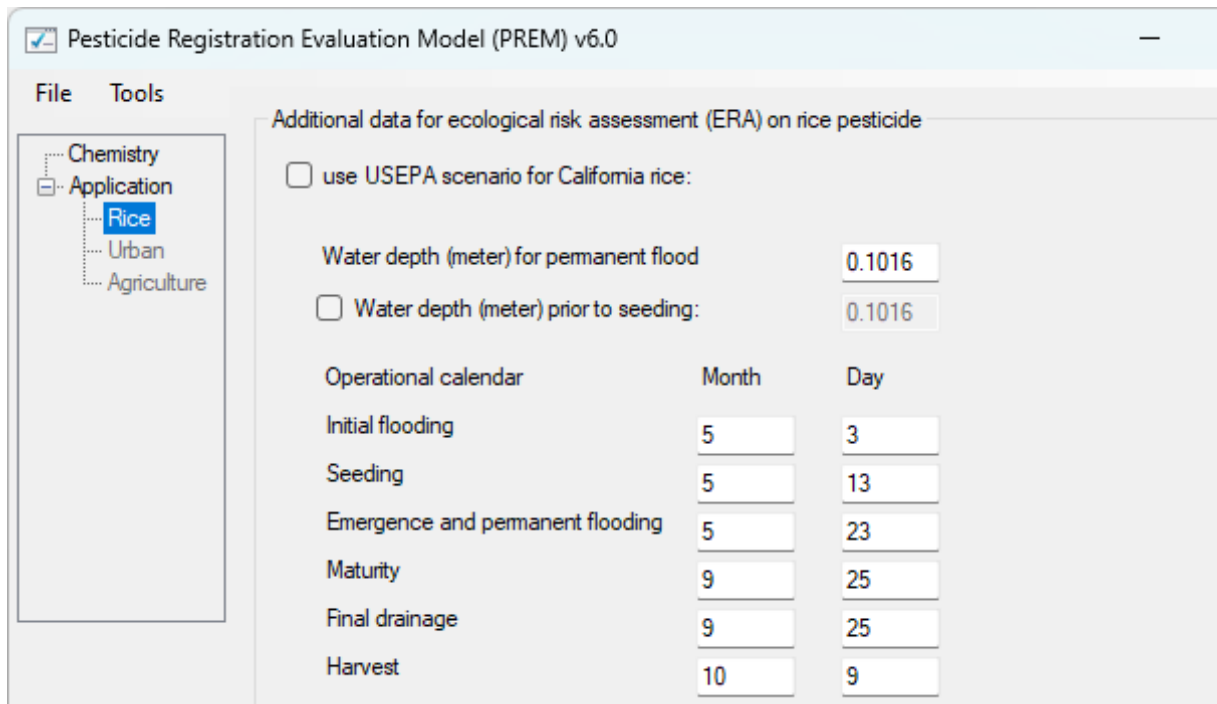 Pesticide Registration Evaluation Model (PREM) v6.0
File Tools
Chemistry
Application
Rice
Urban
Agriculture
Additional data for ecological risk assessment (ERA) on rice pesticide
use USEPA scenario for California rice:
Water depth (meter) for permanent flood 0.1016
Water depth (meter) prior to seeding: 0.1016
Operational calendar Month Day
Initial flooding 5 3
Seeding 5 13
Emergence and permanent flooding 5 23
Maturity 9 25
Final drainage 9 25
Harvest 10 9